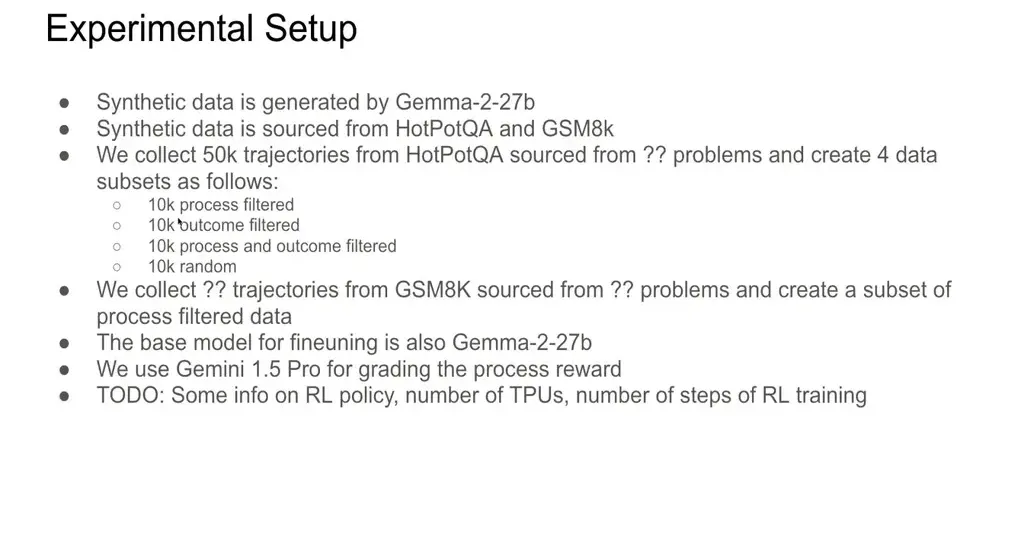 Experimental Setup
● Synthetic data is generated by Gemma-2-27b
● Synthetic data is sourced from HotPotQA and GSM8k
● We collect 50k trajectories from HotPotQA sourced from ?? problems and create 4 data
subsets as follows:
○ 10k process filtered
○ 10k outcome filtered
○ 10k process and outcome filtered
○ 10k random
● We collect ?? trajectories from GSM8K sourced from ?? problems and create a subset of
process filtered data
● The base model for fineuning is also Gemma-2-27b
● We use Gemini 1.5 Pro for grading the process reward
● TODO: Some info on RL policy, number of TPUs, number of steps of RL training